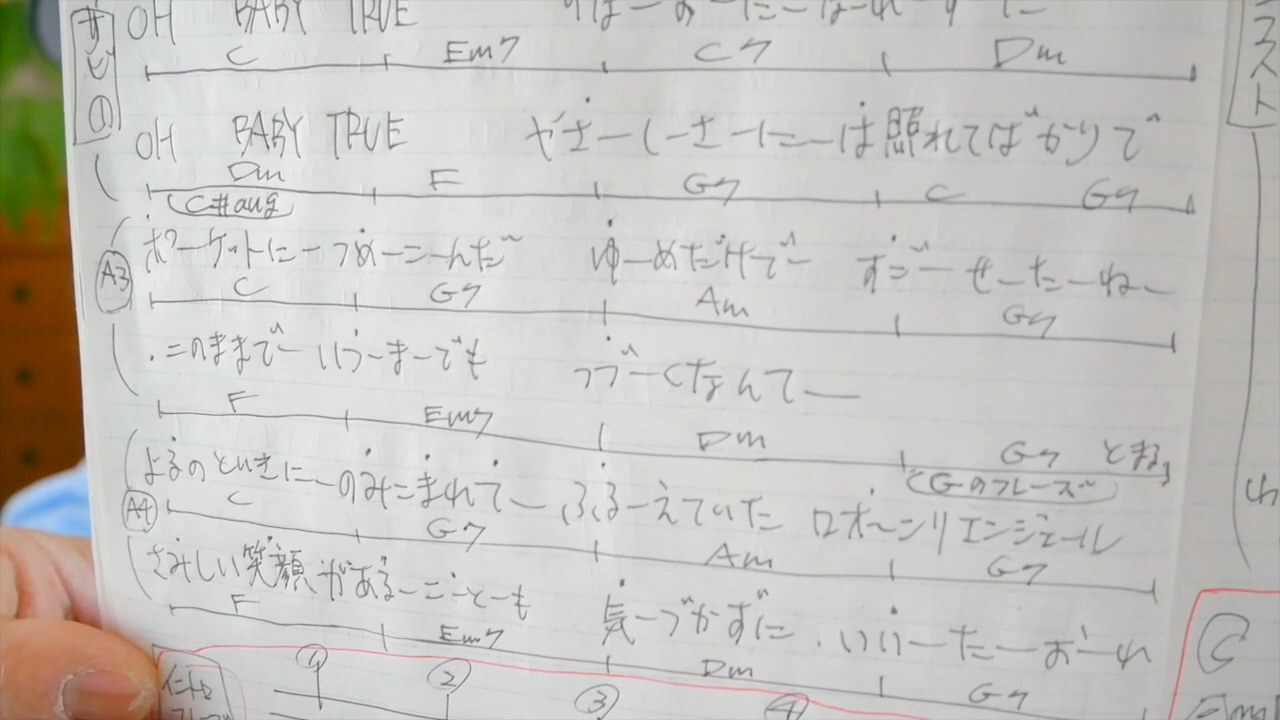 OH BABY TRUE
C Em7 C7 Dm
OH BABY TRUE やさーしーさーにーは照れてばかりで
Dm F G7 C G7
C#aug
A3
ポケットにーつめーこーんだ ゆーめだけでー すごーせーたーねー
C G7 Am G7
このままでーいつーまーでも つづーくなんてー
F Em7 Dm G7 とまる
Gのフレーズ
A4
よるのといきにーのみこまれてー ふるーえていた ロオーンリエンジェール
C G7 Am G7
さみしい笑顔があるーこーとーも 気ーづかずに いいーたーおーれ
F Em7 Dm G7
① ② ③ ④
C